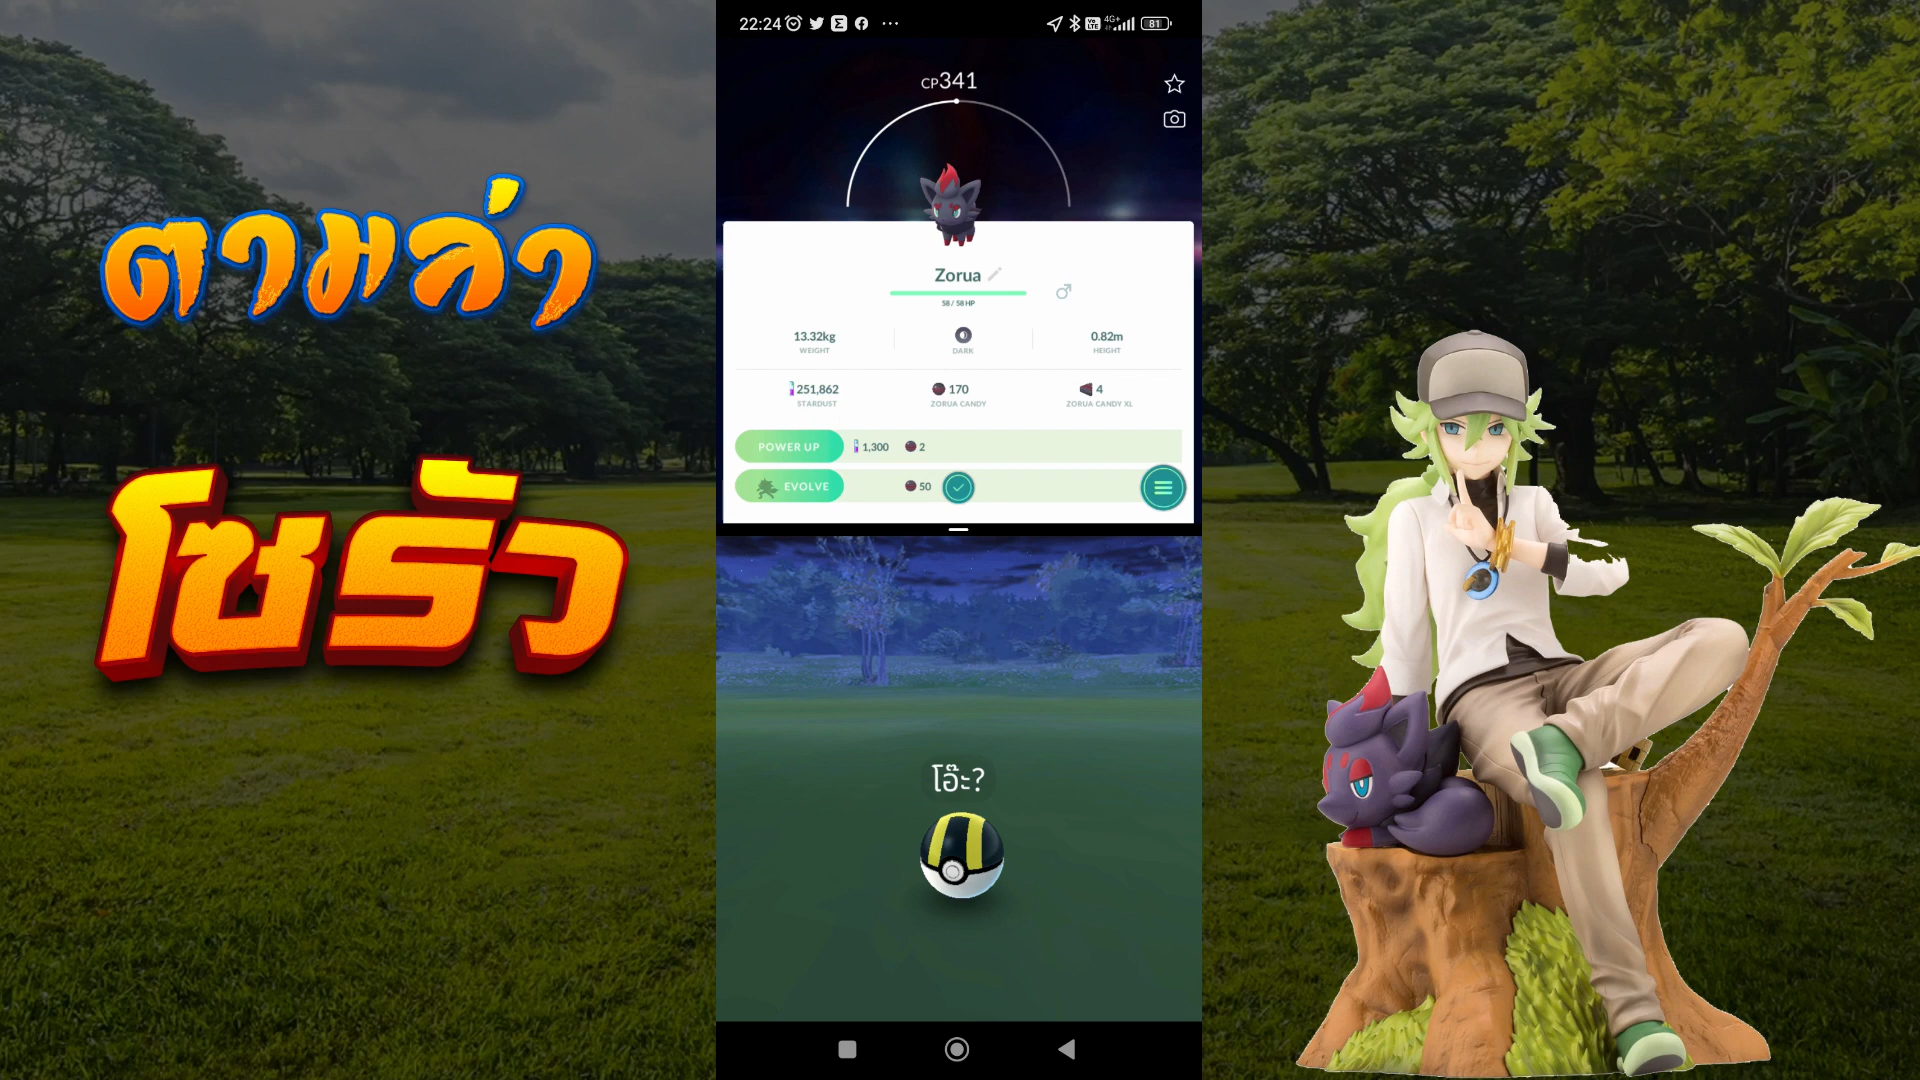 ตามล่า
โซรัว
22:24
4G+
81
CP341
Zorua
58 / 58 HP
13.32kg
WEIGHT
DARK
0.82m
HEIGHT
251,862
STARDUST
170
ZORUA CANDY
4
ZORUA CANDY XL
POWER UP
1,300
2
EVOLVE
50
โอ๊ะ?